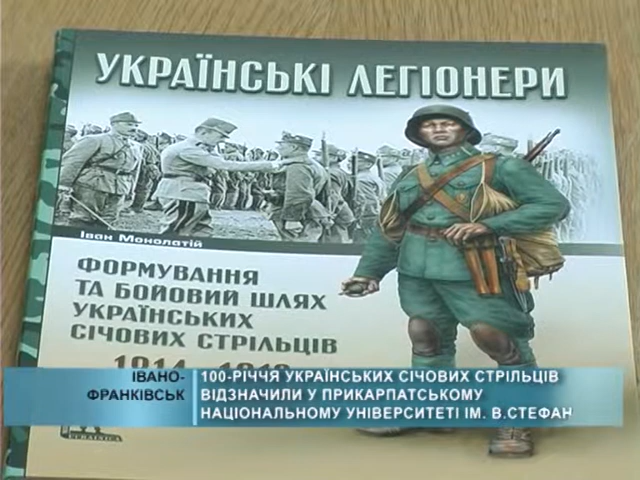 УКРАЇНСЬКІ ЛЕГІОНЕРИ
Іван Монолатій
ФОРМУВАННЯ
ТА БОЙОВИЙ ШЛЯХ
УКРАЇНСЬКИХ
СІЧОВИХ СТРІЛЬЦІВ
ІВАНО-
ФРАНКІВСЬК
100-РІЧЧЯ УКРАЇНСЬКИХ СІЧОВИХ СТРІЛЬЦІВ
ВІДЗНАЧИЛИ У ПРИКАРПАТСЬКОМУ
НАЦІОНАЛЬНОМУ УНІВЕРСИТЕТІ ІМ. В.СТЕФАН
UCRAINICA